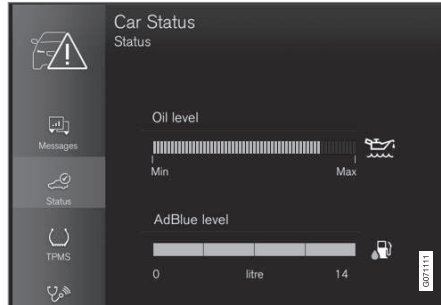 Car Status
Status
Messages
Status
TPMS
Oil level
Min Max
AdBlue level
0 litre 14
G071111